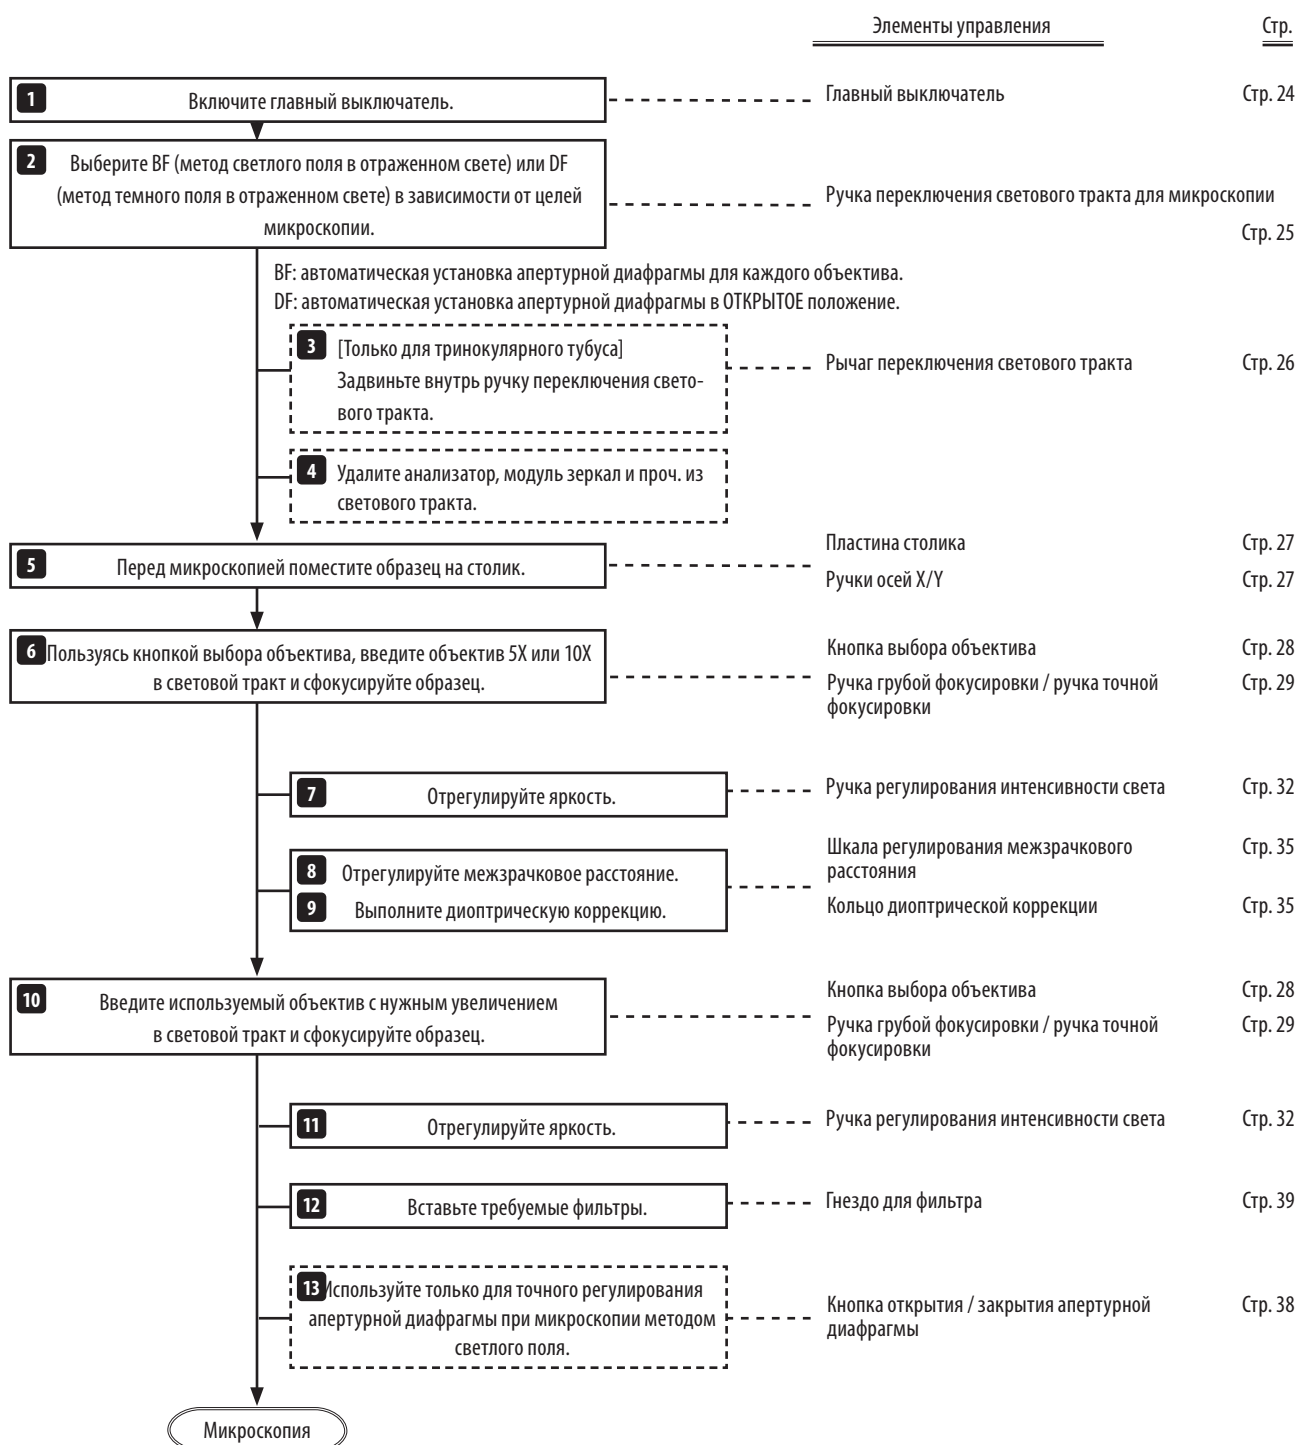 Элементы управления Стр.
1 Включите главный выключатель. Главный выключатель Стр. 24
2 Выберите BF (метод светлого поля в отраженном свете) или DF
(метод темного поля в отраженном свете) в зависимости от целей
микроскопии.
Ручка переключения светового тракта для микроскопии
Стр. 25
BF: автоматическая установка апертурной диафрагмы для каждого объектива.
DF: автоматическая установка апертурной диафрагмы в ОТКРЫТОЕ положение.
3 [Только для тринокулярного тубуса]
Задвиньте внутрь ручку переключения свето-
вого тракта.
Рычаг переключения светового тракта Стр. 26
4 Удалите анализатор, модуль зеркал и проч. из
светового тракта.
5 Перед микроскопией поместите образец на столик.
Пластина столика Стр. 27
Ручки осей X/Y Стр. 27
6 Пользуясь кнопкой выбора объектива, введите объектив 5X или 10X
в световой тракт и сфокусируйте образец.
Кнопка выбора объектива Стр. 28
Ручка грубой фокусировки / ручка точной Стр. 29
фокусировки
7 Отрегулируйте яркость. Ручка регулирования интенсивности света Стр. 32
8 Отрегулируйте межзрачковое расстояние.
9 Выполните диоптрическую коррекцию.
Шкала регулирования межзрачкового Стр. 35
расстояния
Кольцо диоптрической коррекции Стр. 35
10 Введите используемый объектив с нужным увеличением
в световой тракт и сфокусируйте образец.
Кнопка выбора объектива Стр. 28
Ручка грубой фокусировки / ручка точной Стр. 29
фокусировки
11 Отрегулируйте яркость. Ручка регулирования интенсивности света Стр. 32
12 Вставьте требуемые фильтры. Гнездо для фильтра Стр. 39
13 Используйте только для точного регулирования
апертурной диафрагмы при микроскопии методом
светлого поля.
Кнопка открытия / закрытия апертурной Стр. 38
диафрагмы
Микроскопия